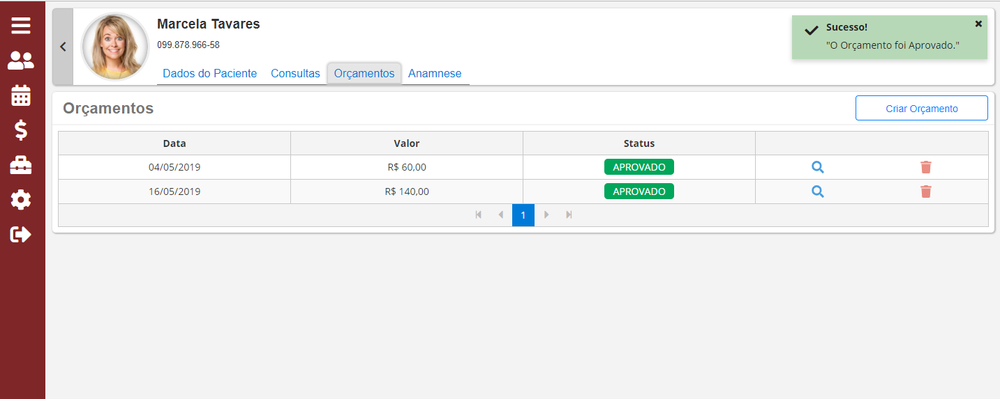 Marcela Tavares
099.878.966-58
Dados do Paciente Consultas Orçamentos Anamnese
Sucesso!
"O Orçamento foi Aprovado."
Orçamentos
Criar Orçamento
Data Valor Status
04/05/2019 R$ 60,00 APROVADO
16/05/2019 R$ 140,00 APROVADO
1